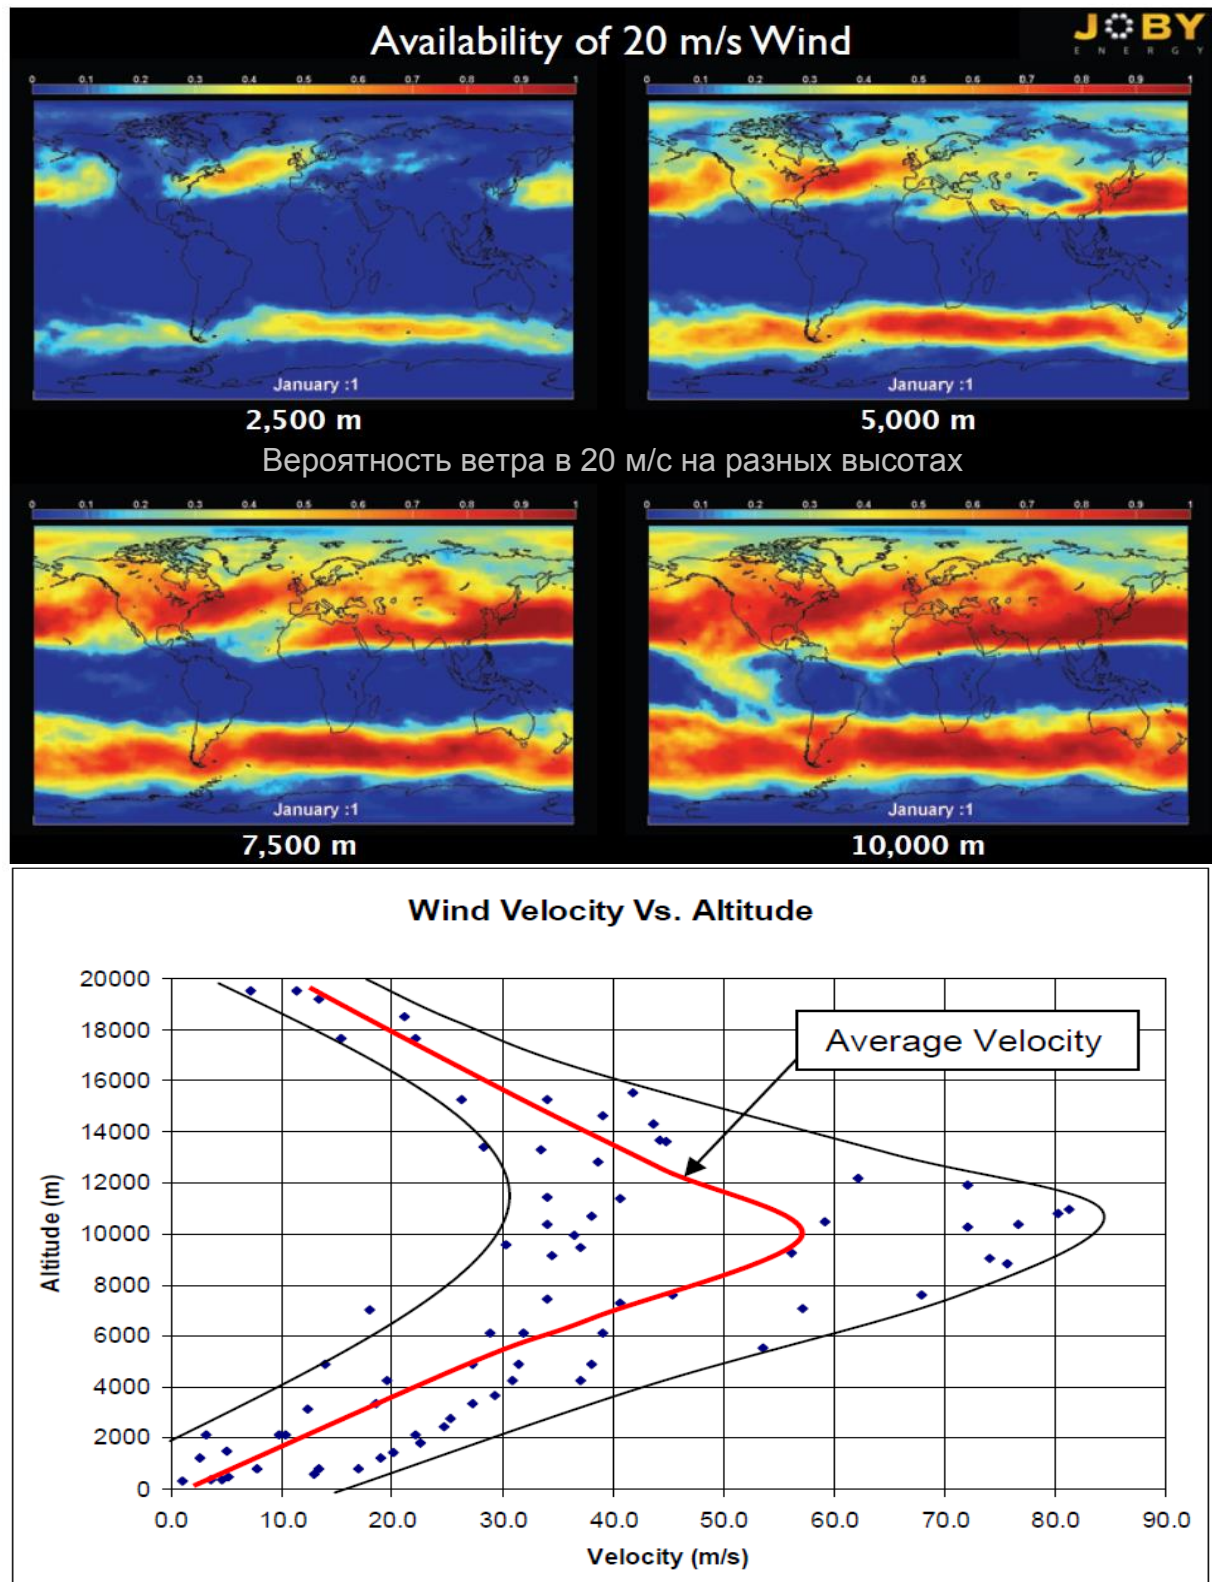 Availability of 20 m/s Wind
JOBY
ENERGY
0 0.1 0.2 0.3 0.4 0.5 0.6 0.7 0.8 0.9 1
0 0.1 0.2 0.3 0.4 0.5 0.6 0.7 0.8 0.9 1
January :1
January :1
2,500 m
5,000 m
Вероятность ветра в 20 м/с на разных высотах
0 0.1 0.2 0.3 0.4 0.5 0.6 0.7 0.8 0.9 1
0 0.1 0.2 0.3 0.4 0.5 0.6 0.7 0.8 0.9 1
January :1
January :1
7,500 m
10,000 m
Wind Velocity Vs. Altitude
20000
18000
16000
14000
12000
10000
8000
6000
4000
2000
0
Altitude (m)
Average Velocity
0.0 10.0 20.0 30.0 40.0 50.0 60.0 70.0 80.0 90.0
Velocity (m/s)